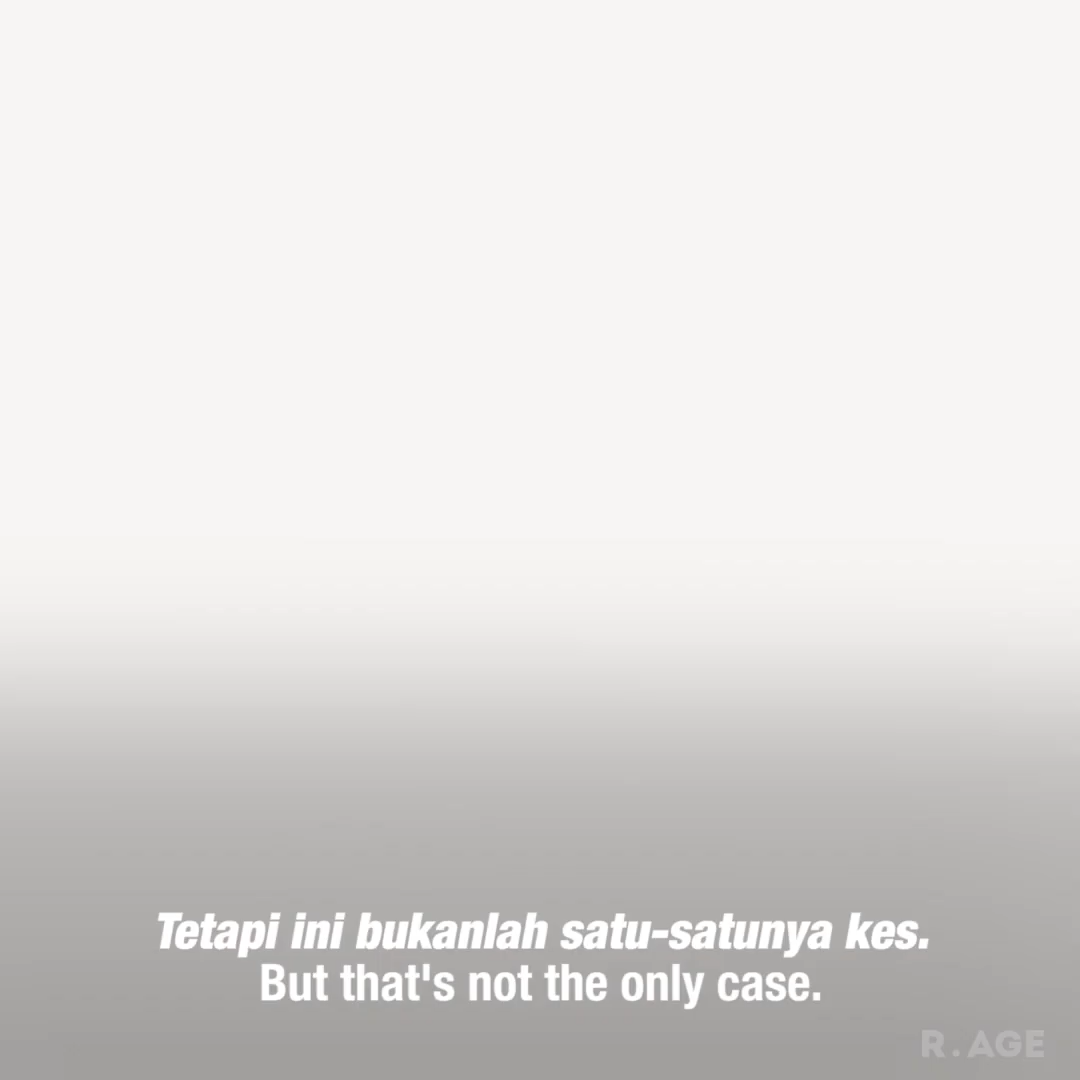 Tetapi ini bukanlah satu-satunya kes.
But that's not the only case.
R.AGE